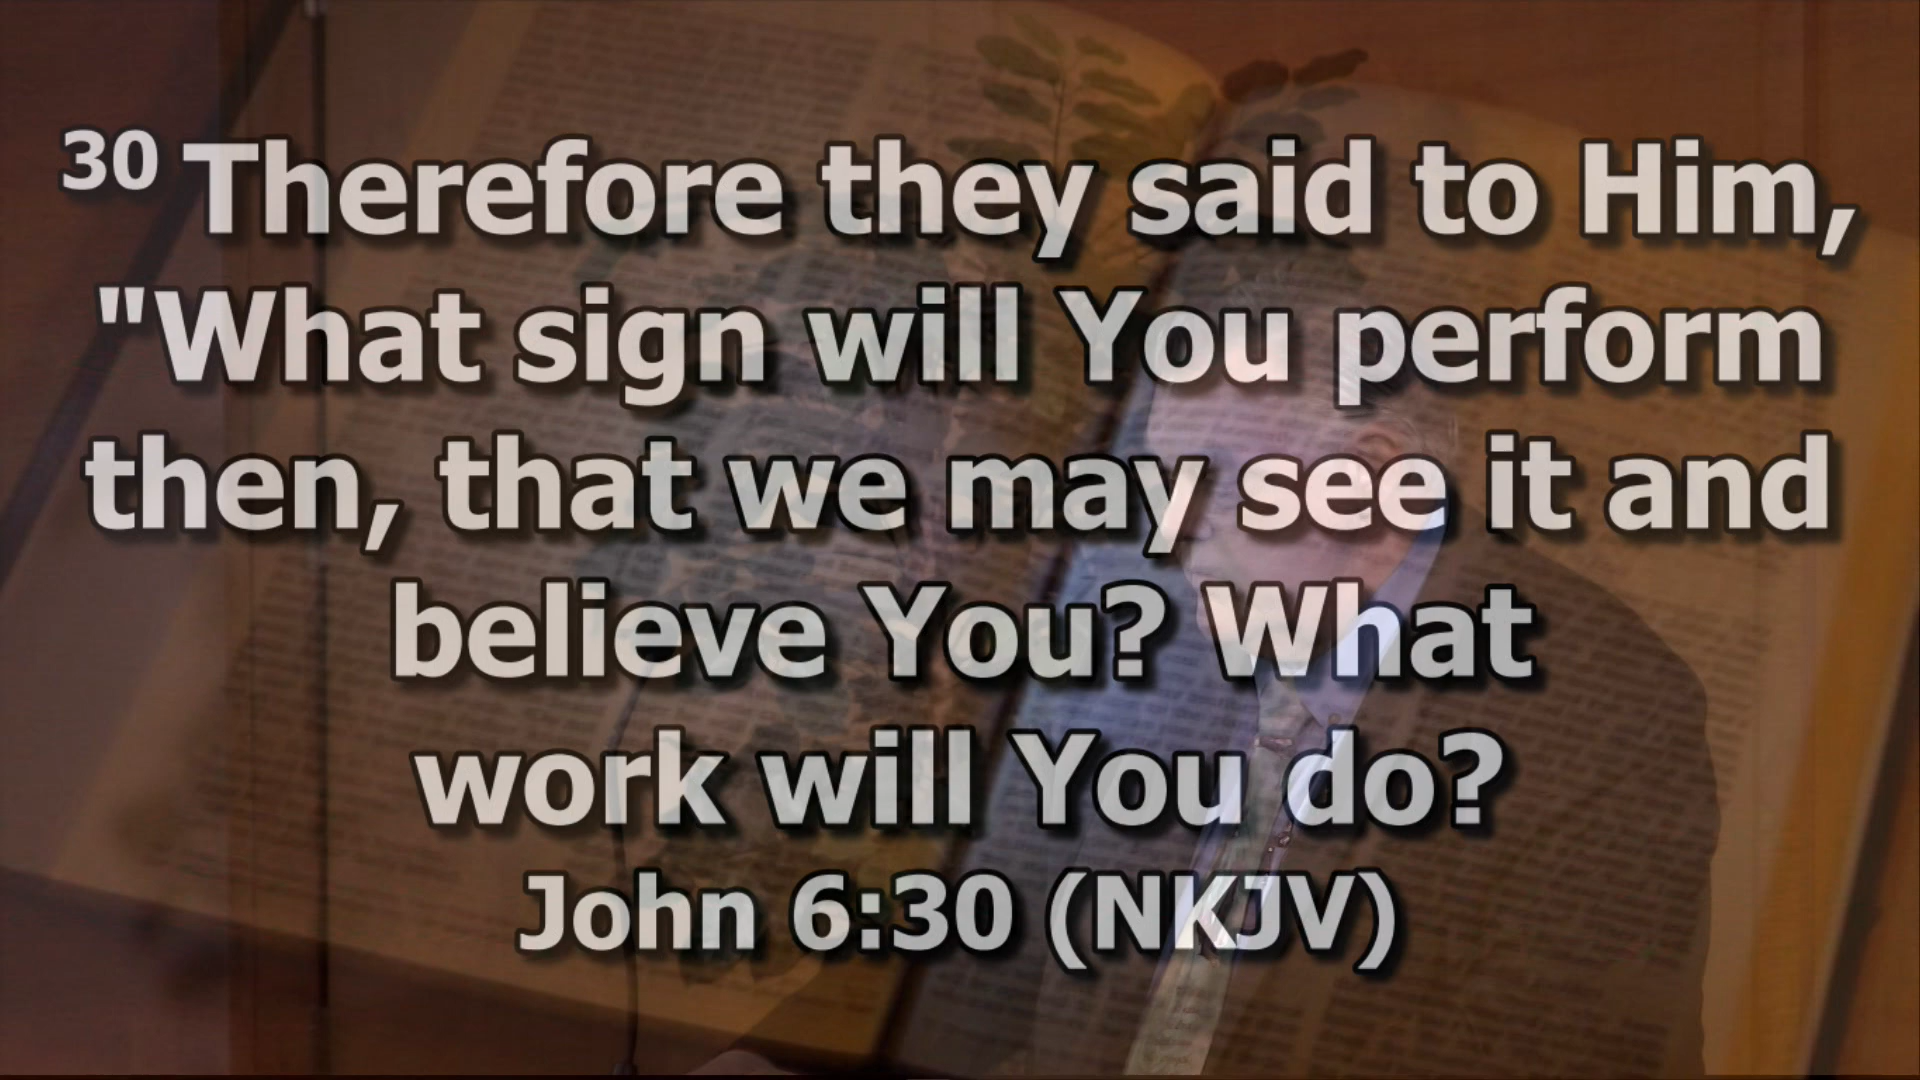 30 Therefore they said to Him,
"What sign will You perform
then, that we may see it and
believe You? What
work will You do?
John 6:30 (NKJV)